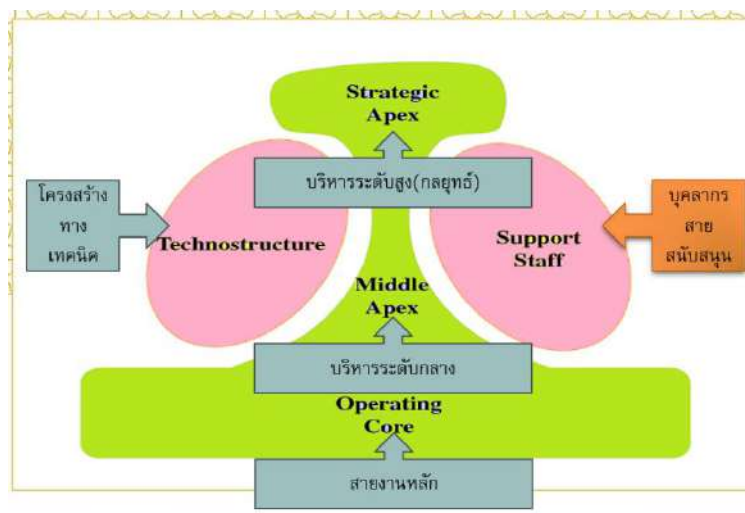 Strategic
Apex
บริหารระดับสูง(กลยุทธ์)
โครงสร้าง
ทาง
เทคนิค
Technostructure
Support
Staff
บุคลากร
สาย
สนับสนุน
Middle
Apex
บริหารระดับกลาง
Operating
Core
สายงานหลัก